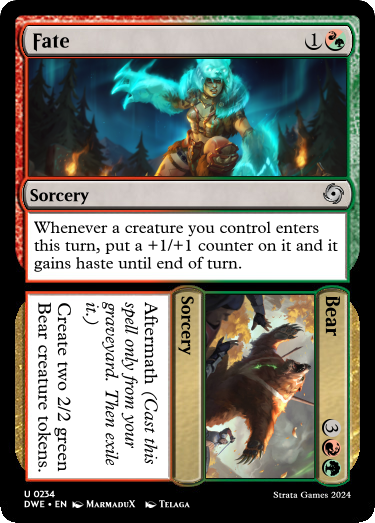 Fate 1
Sorcery
Whenever a creature you control enters
this turn, put a +1/+1 counter on it and it
gains haste until end of turn.
Bear 3
Sorcery
Aftermath (Cast this
spell only from your
graveyard. Then exile
it.)
Create two 2/2 green
Bear creature tokens.
U 0234
DWE • EN MarmaduX Telaga
Strata Games 2024